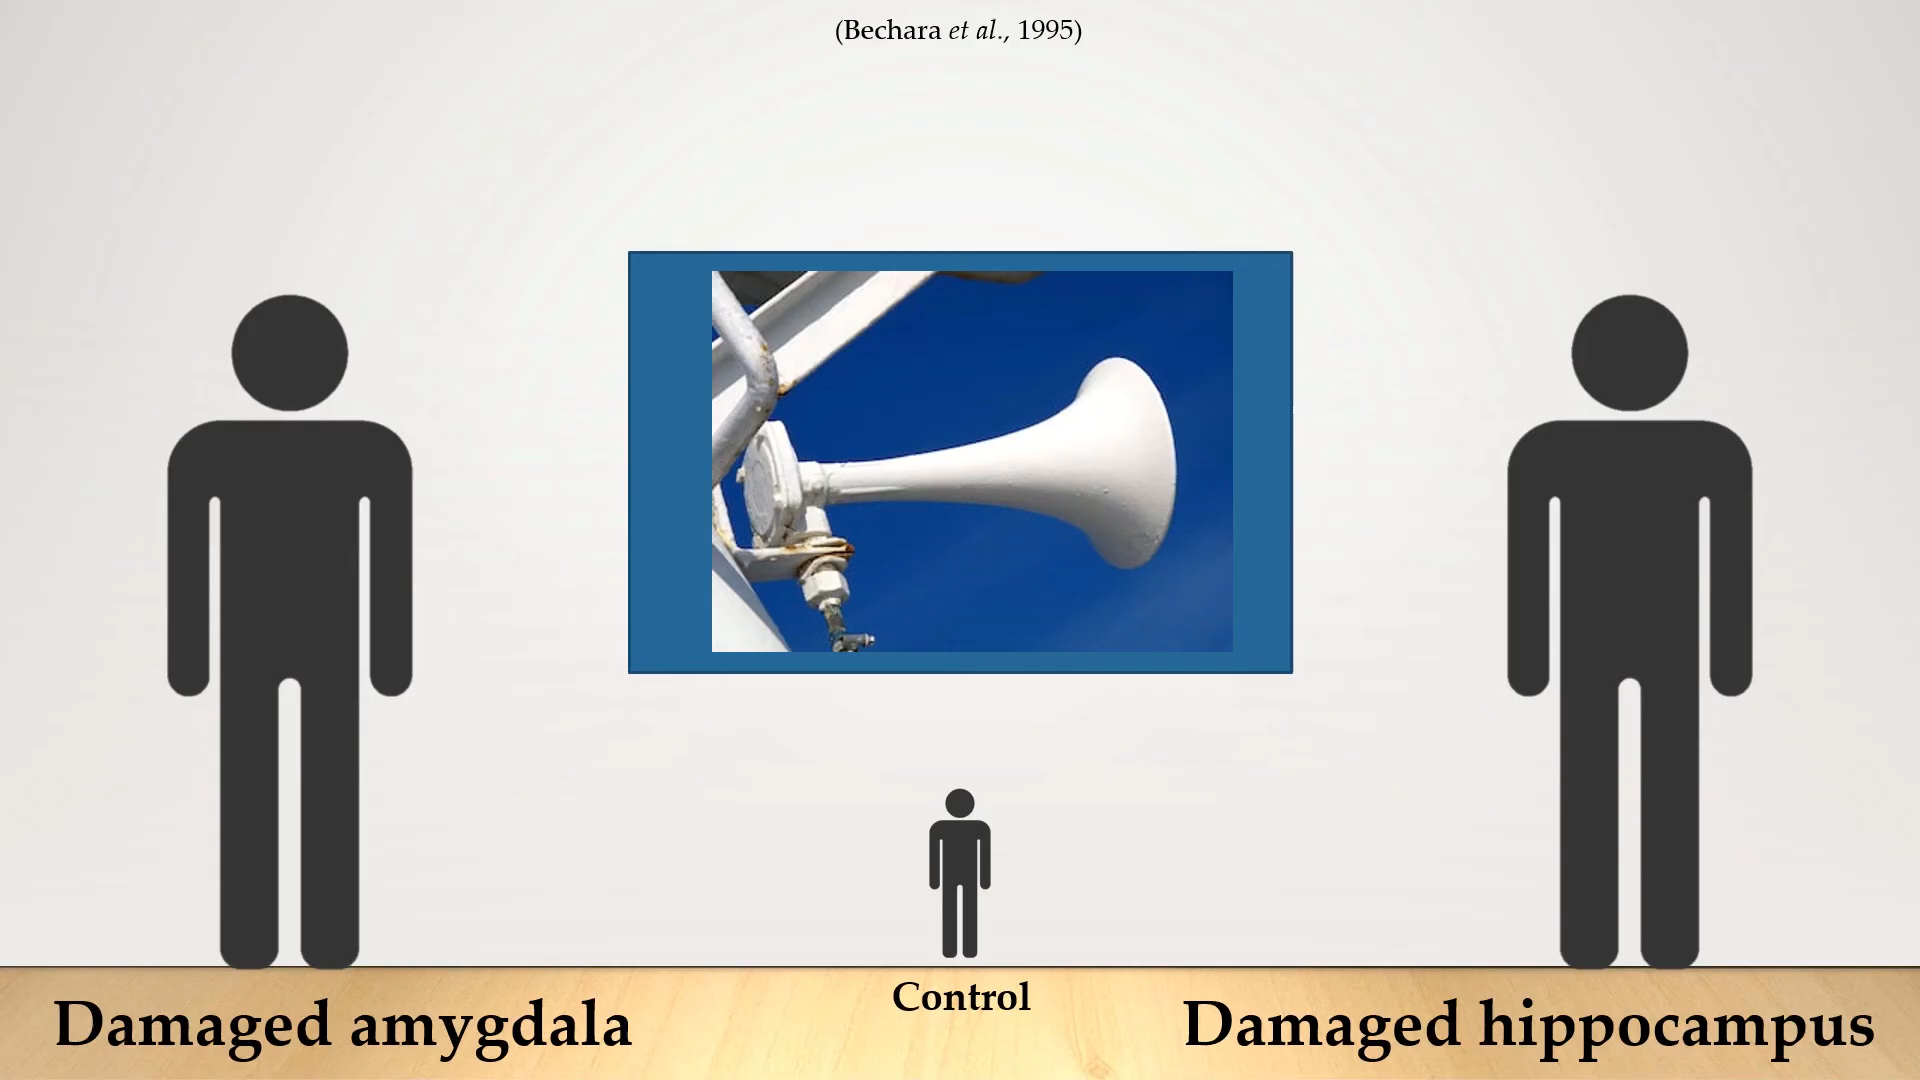 (Bechara et al., 1995)
Control
Damaged amygdala
Damaged hippocampus